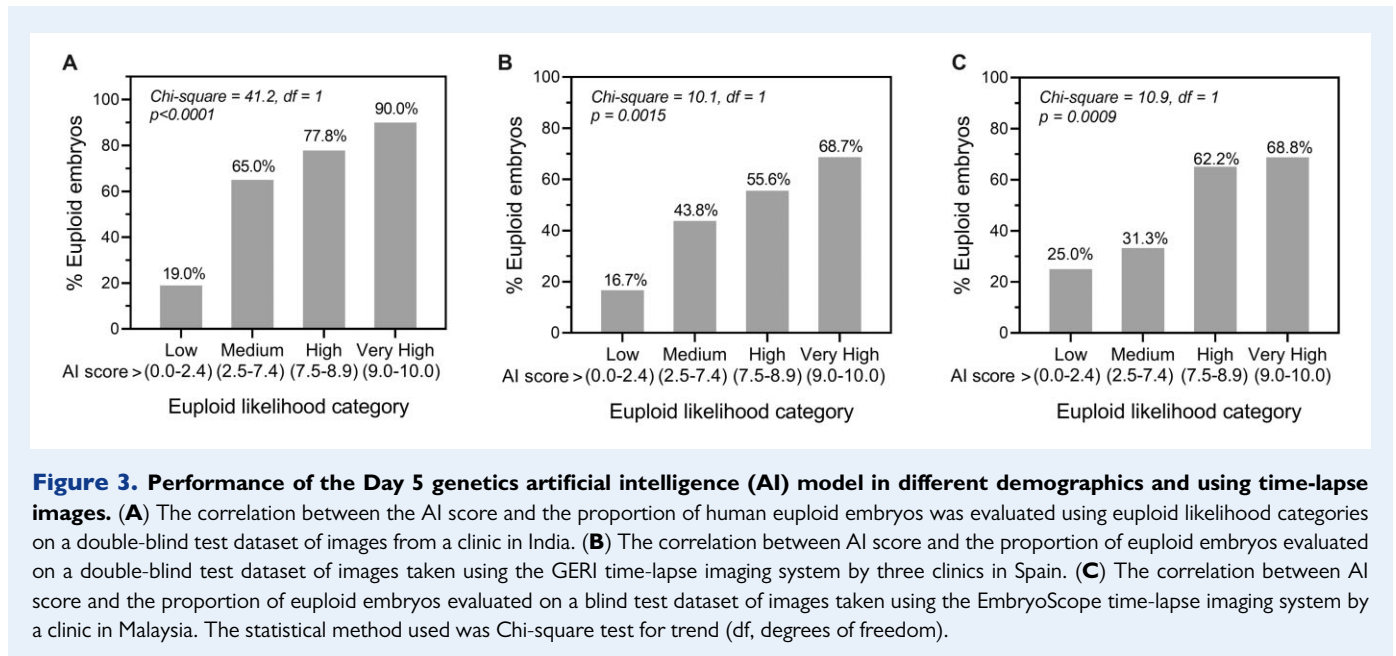 A
Chi-square = 41.2, df = 1
p<0.0001
% Euploid embryos
100
80
60
40
20
0
19.0%
65.0%
77.8%
90.0%
Low Medium High Very High
AI score > (0.0-2.4) (2.5-7.4) (7.5-8.9) (9.0-10.0)
Euploid likelihood category
B
Chi-square = 10.1, df = 1
p = 0.0015
% Euploid embryos
100
80
60
40
20
0
16.7%
43.8%
55.6%
68.7%
Low Medium High Very High
AI score > (0.0-2.4) (2.5-7.4) (7.5-8.9) (9.0-10.0)
Euploid likelihood category
C
Chi-square = 10.9, df = 1
p = 0.0009
% Euploid embryos
100
80
60
40
20
0
25.0%
31.3%
62.2%
68.8%
Low Medium High Very High
AI score > (0.0-2.4) (2.5-7.4) (7.5-8.9) (9.0-10.0)
Euploid likelihood category
Figure 3. Performance of the Day 5 genetics artificial intelligence (AI) model in different demographics and using time-lapse
images. (A) The correlation between the AI score and the proportion of human euploid embryos was evaluated using euploid likelihood categories
on a double-blind test dataset of images from a clinic in India. (B) The correlation between AI score and the proportion of euploid embryos evaluated
on a double-blind test dataset of images taken using the GERI time-lapse imaging system by three clinics in Spain. (C) The correlation between AI
score and the proportion of euploid embryos evaluated on a blind test dataset of images taken using the EmbryoScope time-lapse imaging system by
a clinic in Malaysia. The statistical method used was Chi-square test for trend (df, degrees of freedom).